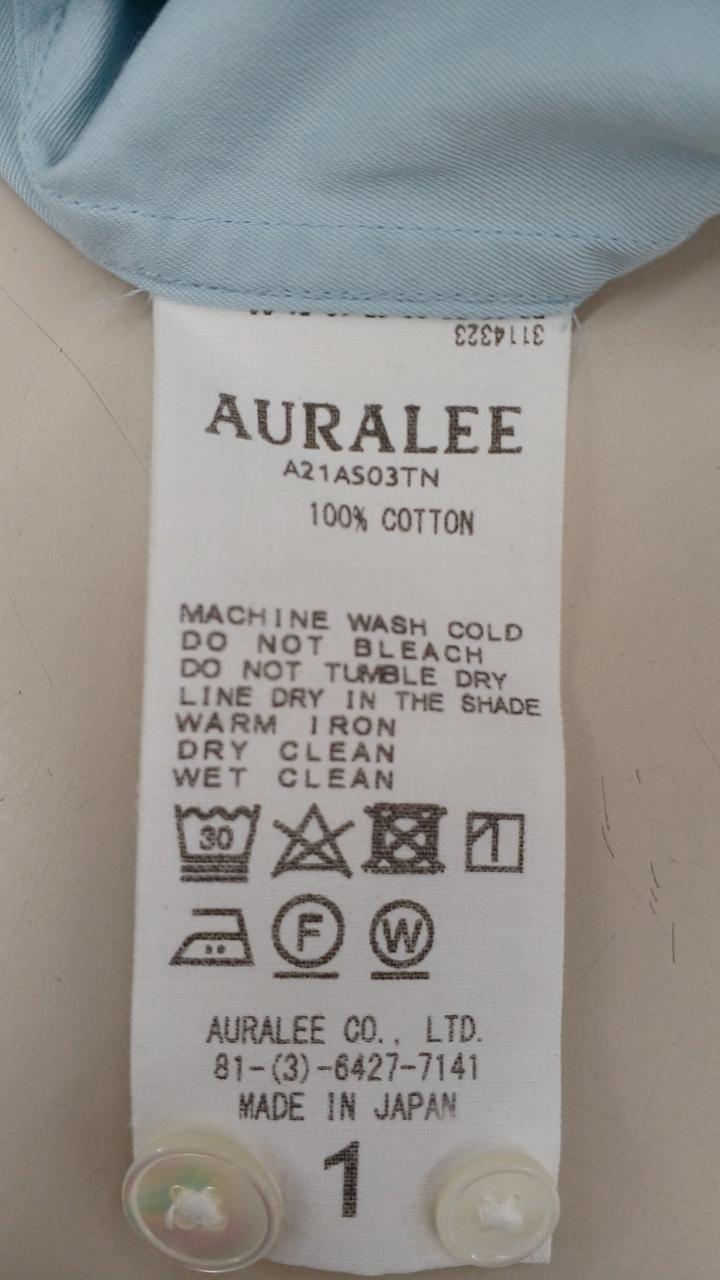 3114323
AURALEE
A21AS03TN
100% COTTON
MACHINE WASH COLD
DO NOT BLEACH
DO NOT TUMBLE DRY
LINE DRY IN THE SHADE
WARM IRON
DRY CLEAN
WET CLEAN
30
F W
AURALEE CO., LTD.
81-(3)-6427-7141
MADE IN JAPAN
1